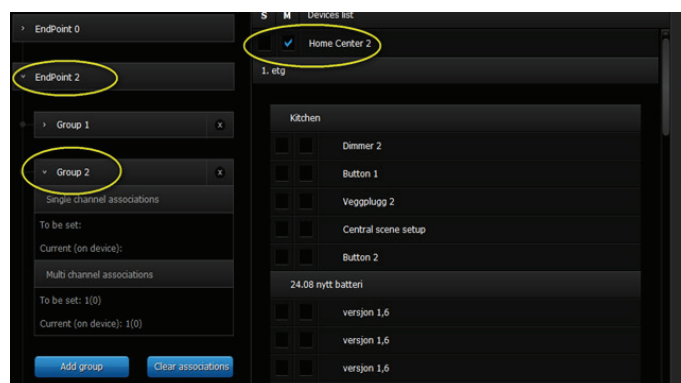 EndPoint 0
EndPoint 2
Group 1
x
Group 2
x
Single channel associations
To be set:
Current (on device):
Multi channel associations
To be set: 1(0)
Current (on device): 1(0)
Add group
Clear associations
S M Devices list
Home Center 2
1. etg
Kitchen
Dimmer 2
Button 1
Veggplugg 2
Central scene setup
Button 2
24.08 nytt batteri
versjon 1,6
versjon 1,6
versjon 1,6